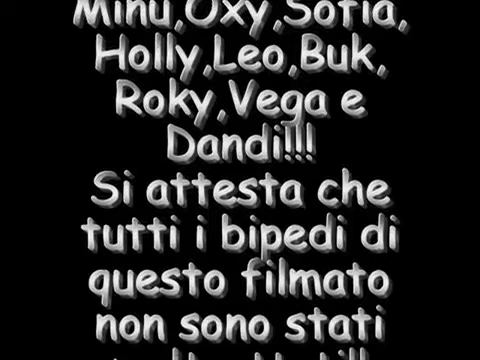 Minù,Oxy,Sofia,
Holly,Leo,Buk,
Roky,Vega e
Dandi!!!
Si attesta che
tutti i bipedi di
questo filmato
non sono stati